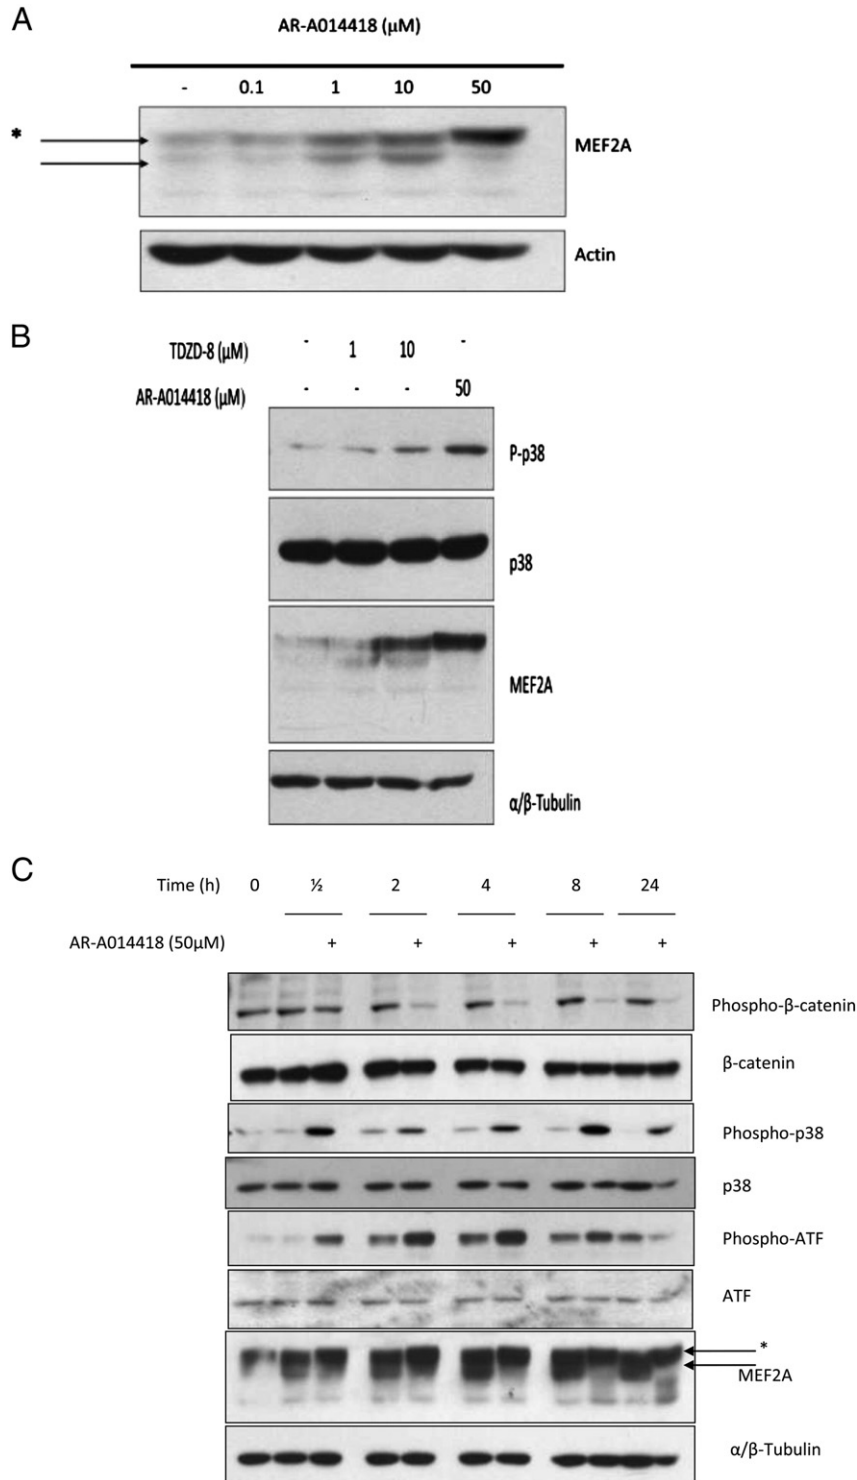 A
AR-A014418 (μM)
- 0.1 1 10 50
*
MEF2A
Actin
B
TDZD-8 (μM) - 1 10 -
AR-A014418 (μM) - - - 50
P-p38
p38
MEF2A
α/β-Tubulin
C
Time (h) 0 ½ 2 4 8 24
AR-A014418 (50μM) + + + + +
Phospho-β-catenin
β-catenin
Phospho-p38
p38
Phospho-ATF
ATF
*
MEF2A
α/β-Tubulin